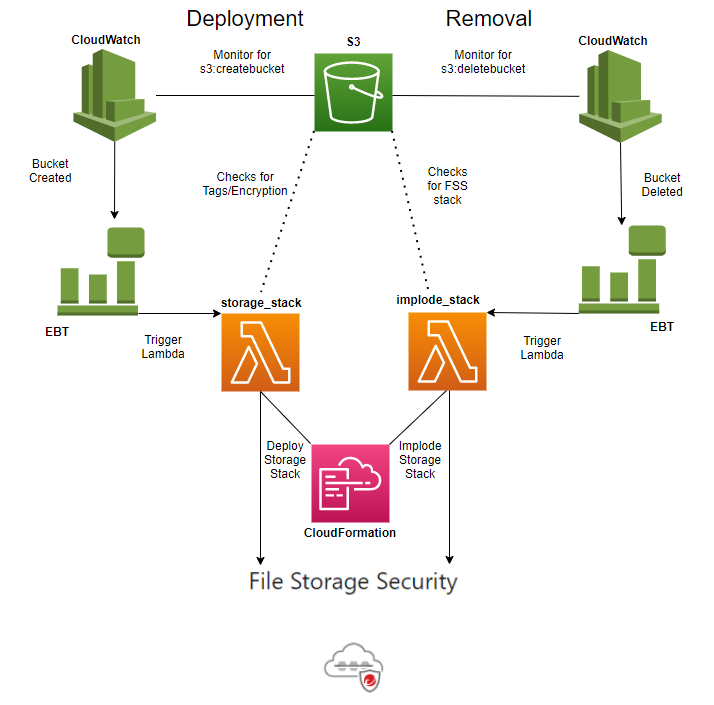 Deployment
Removal
CloudWatch
S3
CloudWatch
Monitor for
s3:createbucket
Monitor for
s3:deletebucket
Bucket
Created
Checks for
Tags/Encryption
Checks
for FSS
stack
Bucket
Deleted
storage_stack
implode_stack
EBT
EBT
Trigger
Lambda
Trigger
Lambda
Deploy
Storage
Stack
Implode
Storage
Stack
CloudFormation
File Storage Security